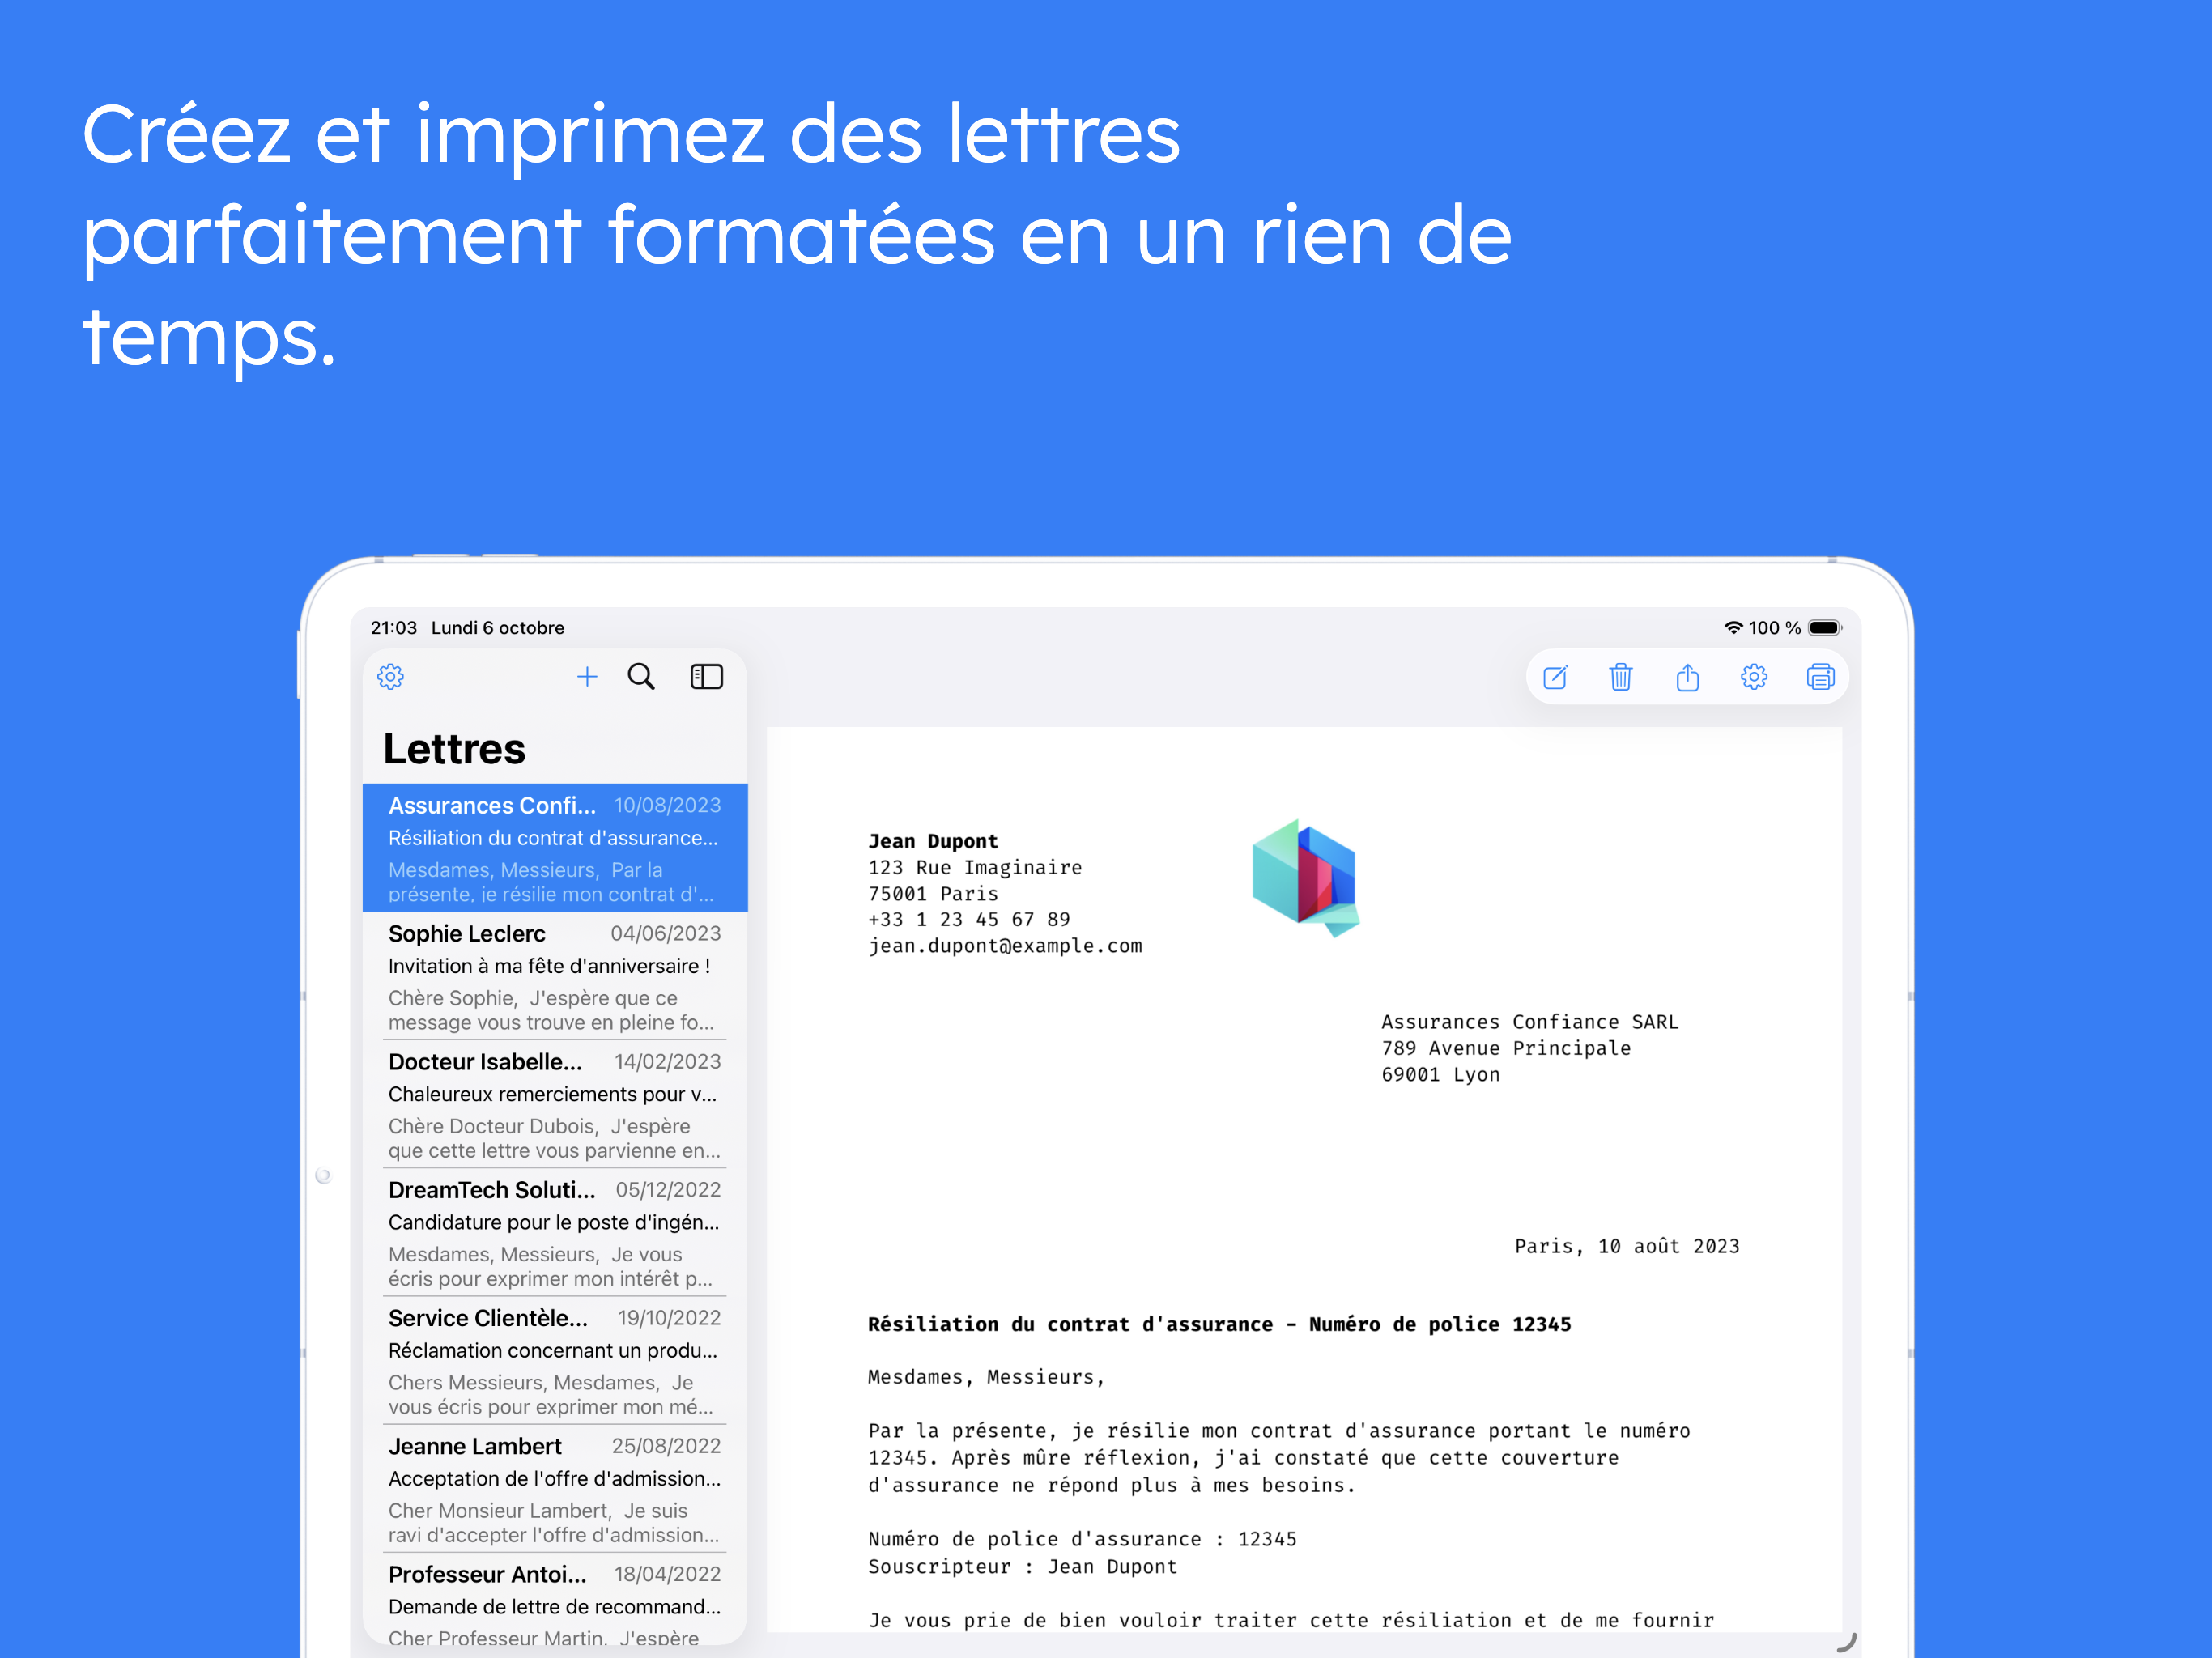 Créez et imprimez des lettres
parfaitement formatées en un rien de
temps.
21:03 Lundi 6 octobre
100 %
Lettres
Assurances Confi... 10/08/2023
Résiliation du contrat d'assurance...
Mesdames, Messieurs, Par la
présente, je résilie mon contrat d'...
Sophie Leclerc 04/06/2023
Invitation à ma fête d'anniversaire !
Chère Sophie, J'espère que ce
message vous trouve en pleine fo...
Docteur Isabelle... 14/02/2023
Chaleureux remerciements pour v...
Chère Docteur Dubois, J'espère
que cette lettre vous parvienne en...
DreamTech Soluti... 05/12/2022
Candidature pour le poste d'ingén...
Mesdames, Messieurs, Je vous
écris pour exprimer mon intérêt p...
Service Clientèle... 19/10/2022
Réclamation concernant un produ...
Chers Messieurs, Mesdames, Je
vous écris pour exprimer mon mé...
Jeanne Lambert 25/08/2022
Acceptation de l'offre d'admission...
Cher Monsieur Lambert, Je suis
ravi d'accepter l'offre d'admission...
Professeur Antoi... 18/04/2022
Demande de lettre de recommand...
Cher Professeur Martin, J'espère
Jean Dupont
123 Rue Imaginaire
75001 Paris
+33 1 23 45 67 89
jean.dupont@example.com
Assurances Confiance SARL
789 Avenue Principale
69001 Lyon
Paris, 10 août 2023
Résiliation du contrat d'assurance - Numéro de police 12345
Mesdames, Messieurs,
Par la présente, je résilie mon contrat d'assurance portant le numéro
12345. Après mûre réflexion, j'ai constaté que cette couverture
d'assurance ne répond plus à mes besoins.
Numéro de police d'assurance : 12345
Souscripteur : Jean Dupont
Je vous prie de bien vouloir traiter cette résiliation et de me fournir